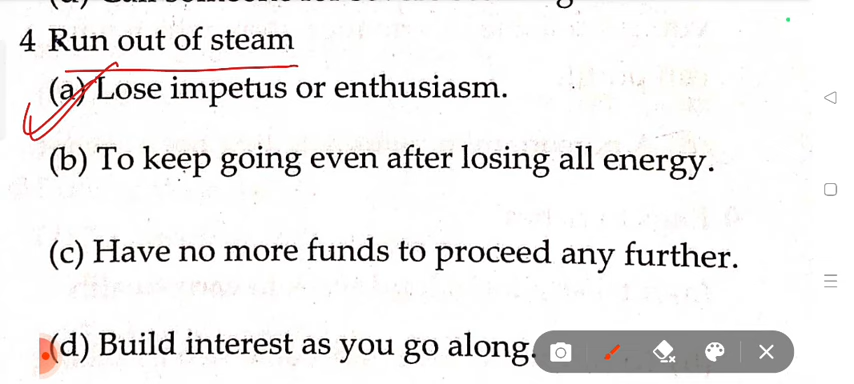 4 Run out of steam
(a) Lose impetus or enthusiasm.
(b) To keep going even after losing all energy.
(c) Have no more funds to proceed any further.
(d) Build interest as you go along.